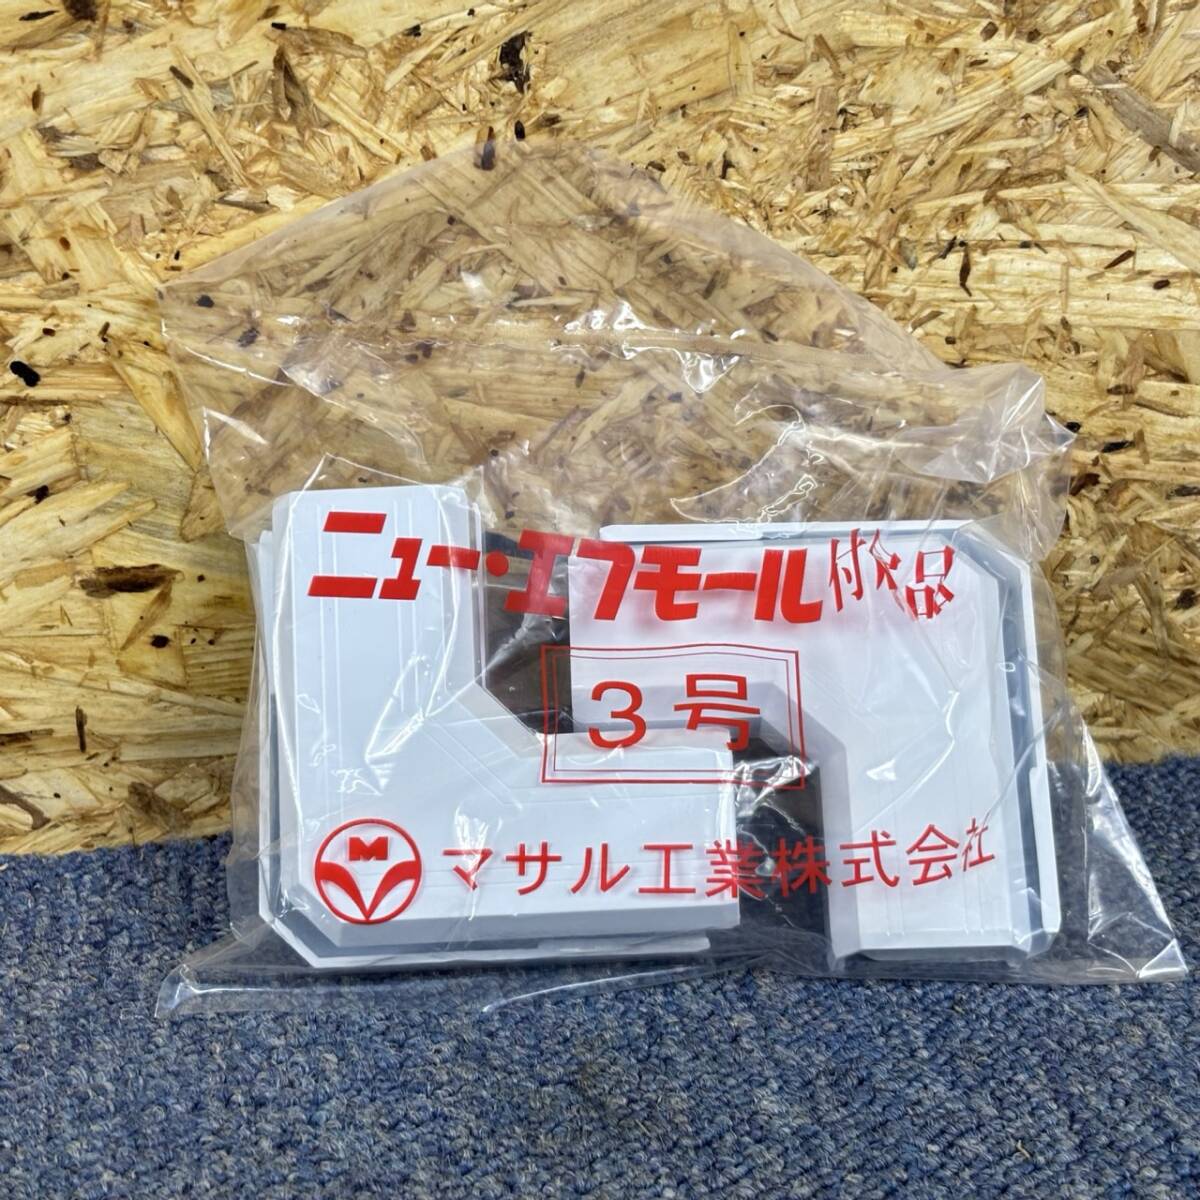 ニュー・エフモール付属品
3号
M
マサル工業株式会社